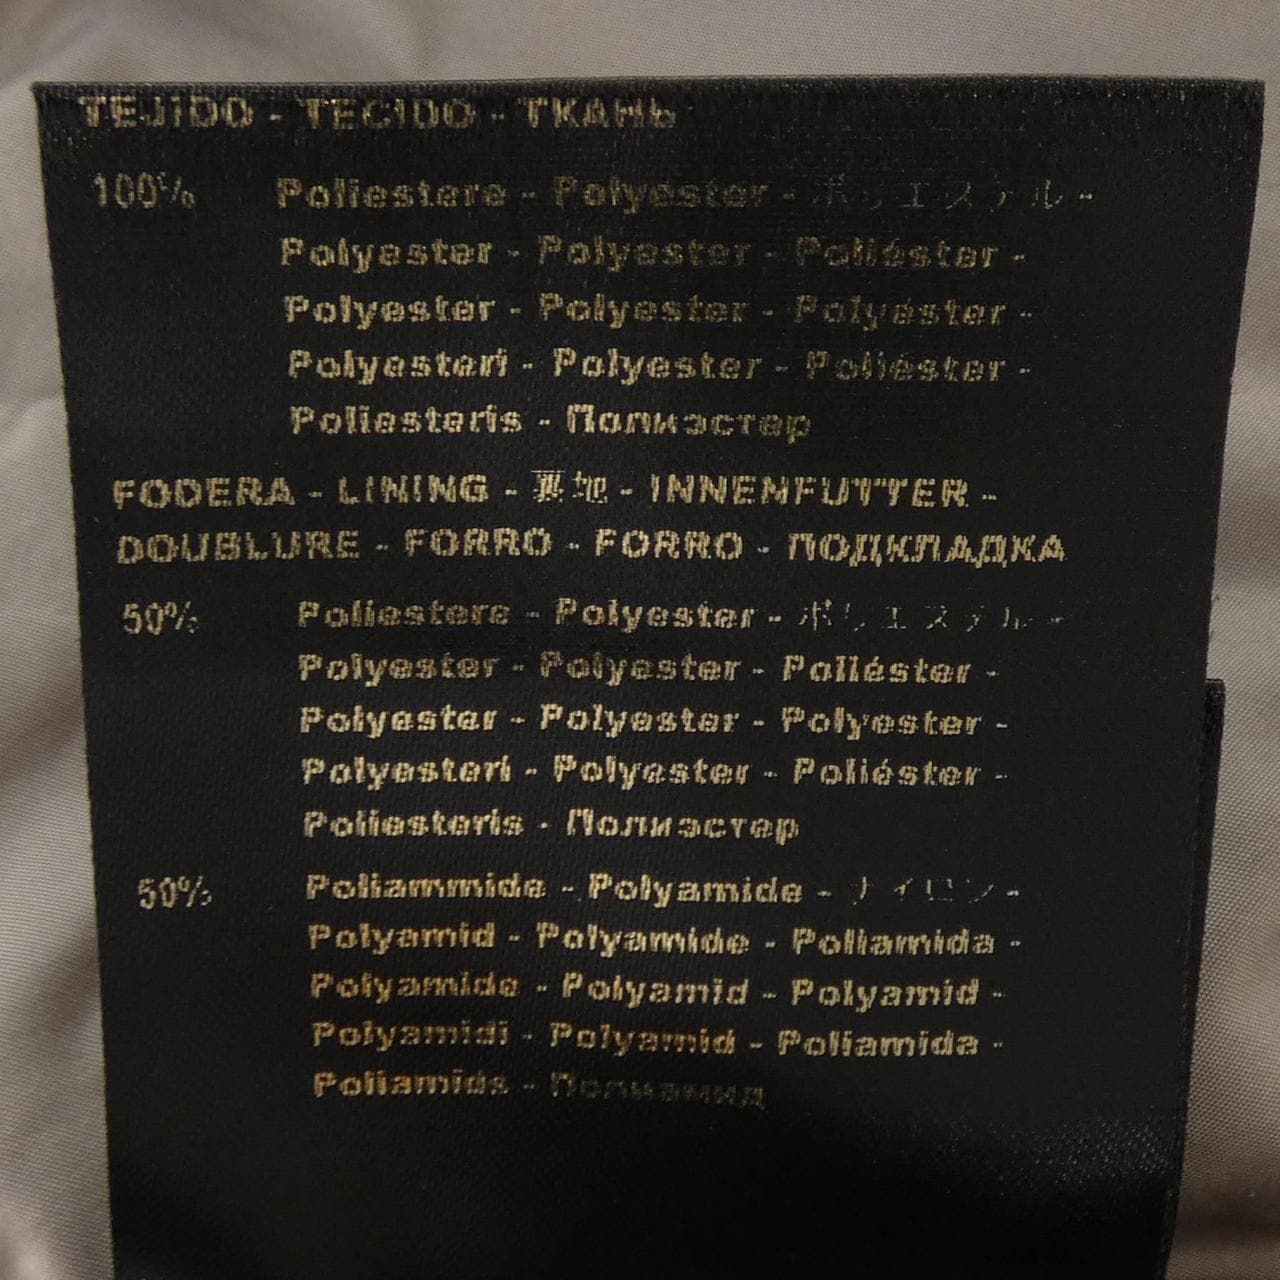 TEJIDO - TECIDO - ТКАНЬ
100% Poliestere - Polyester - ポリエステル -
Polyester - Polyester - Poliéster -
Polyester - Polyester - Polyester -
Polyesteri - Polyester - Poliéster -
Poliesteris - Полиэстер
FODERA - LINING - 裏地 - INNENFUTTER -
DOUBLURE - FORRO - FORRO - ПОДКЛАДКА
50% Poliestere - Polyester - ポリエステル -
Polyester - Polyester - Poliéster -
Polyester - Polyester - Polyester -
Polyesteri - Polyester - Poliéster -
Poliesteris - Полиэстер
50% Poliammide - Polyamide - ナイロン -
Polyamid - Polyamide - Poliamida -
Polyamide - Polyamid - Polyamid -
Polyamidi - Polyamid - Poliamida -
Poliamids - Полиамид